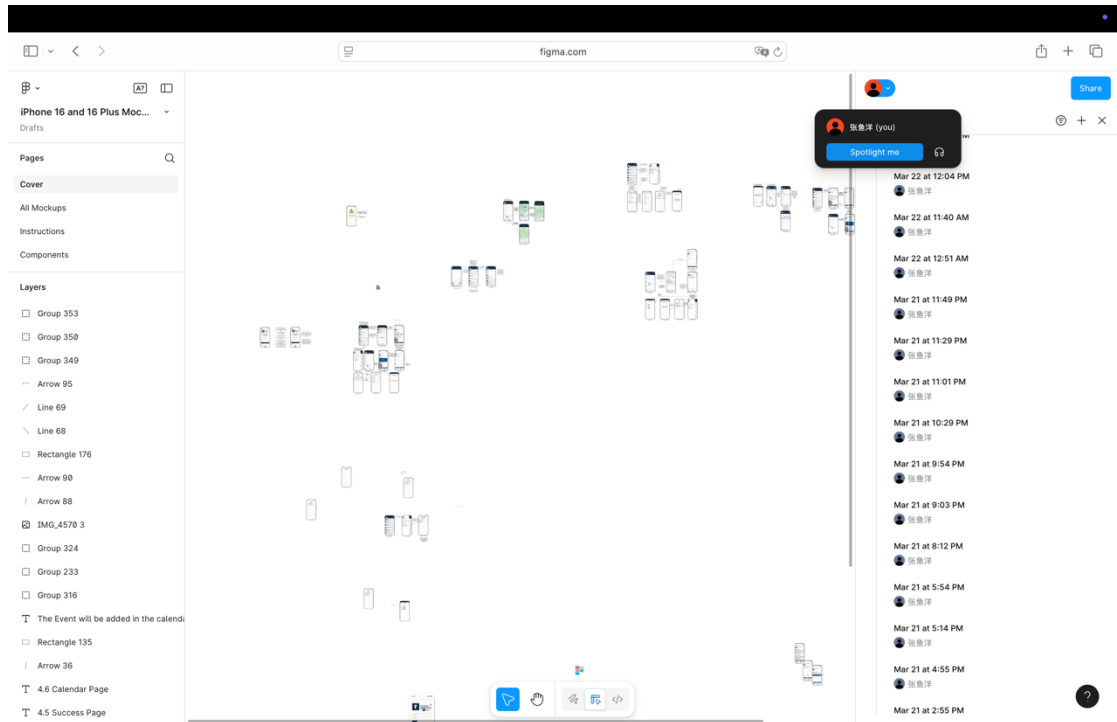 figma.com
A?
iPhone 16 and 16 Plus Moc...
Drafts
Pages
Cover
All Mockups
Instructions
Components
Layers
Group 353
Group 350
Group 349
Arrow 95
Line 69
Line 68
Rectangle 176
Arrow 90
Arrow 88
IMG_4570 3
Group 324
Group 233
Group 316
The Event will be added in the calenda
Rectangle 135
Arrow 36
4.6 Calendar Page
4.5 Success Page
Share
张鱼洋 (you)
Spotlight me
Mar 22 at 12:04 PM
张鱼洋
Mar 22 at 11:40 AM
张鱼洋
Mar 22 at 12:51 AM
张鱼洋
Mar 21 at 11:49 PM
张鱼洋
Mar 21 at 11:29 PM
张鱼洋
Mar 21 at 11:01 PM
张鱼洋
Mar 21 at 10:29 PM
张鱼洋
Mar 21 at 9:54 PM
张鱼洋
Mar 21 at 9:03 PM
张鱼洋
Mar 21 at 8:12 PM
张鱼洋
Mar 21 at 5:54 PM
张鱼洋
Mar 21 at 5:14 PM
张鱼洋
Mar 21 at 4:55 PM
张鱼洋
Mar 21 at 2:55 PM
?